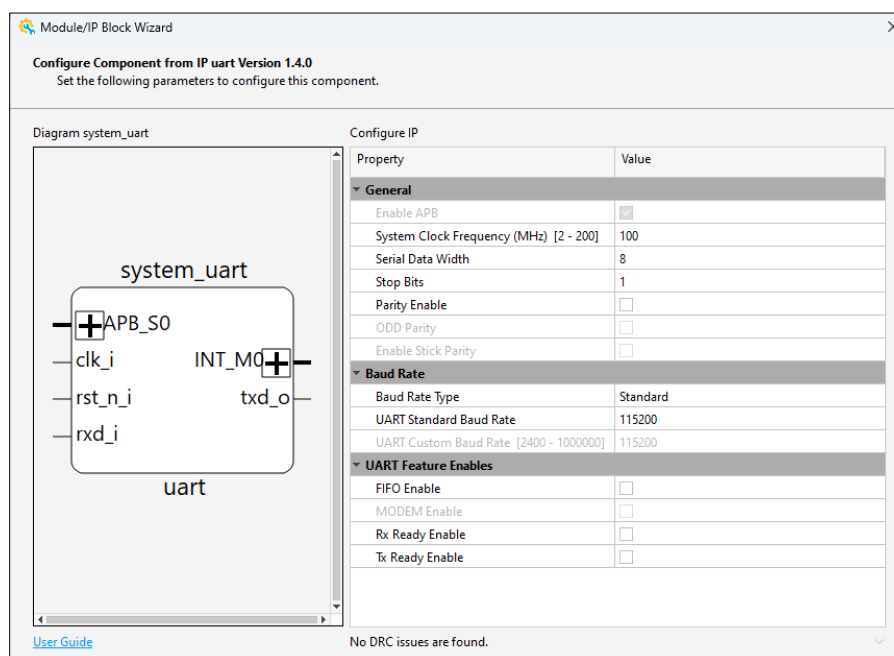 Module/IP Block Wizard
Configure Component from IP uart Version 1.4.0
Set the following parameters to configure this component.
Diagram system_uart
system_uart
APB_S0
clk_i INT_M0
rst_n_i txd_o
rxd_i
uart
User Guide
Configure IP
Property Value
General
Enable APB
System Clock Frequency (MHz) [2 - 200] 100
Serial Data Width 8
Stop Bits 1
Parity Enable
ODD Parity
Enable Stick Parity
Baud Rate
Baud Rate Type Standard
UART Standard Baud Rate 115200
UART Custom Baud Rate [2400 - 1000000] 115200
UART Feature Enables
FIFO Enable
MODEM Enable
Rx Ready Enable
Tx Ready Enable
No DRC issues are found.